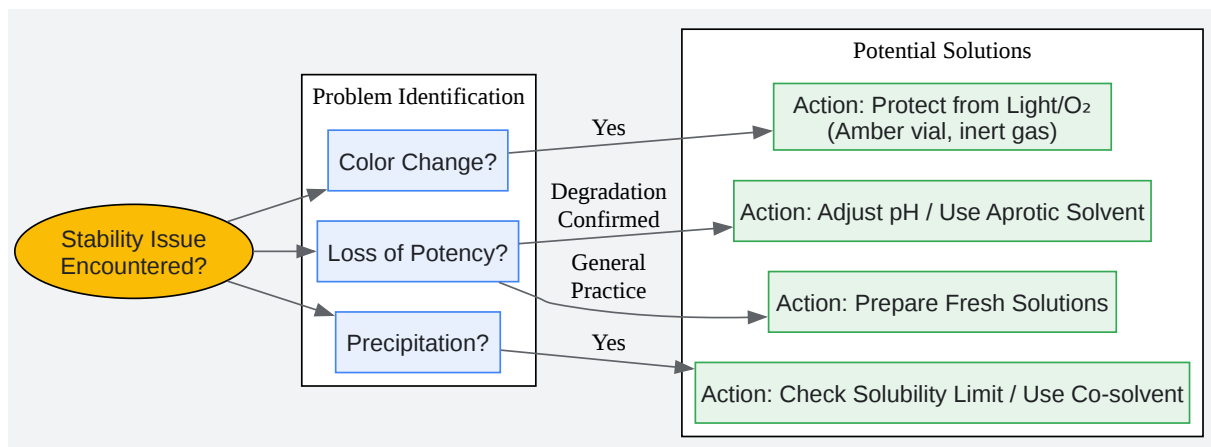 Stability Issue
Encountered?
Problem Identification
Color Change?
Loss of Potency?
Precipitation?
Yes
Degradation
Confirmed
General
Practice
Yes
Potential Solutions
Action: Protect from Light/O₂
(Amber vial, inert gas)
Action: Adjust pH / Use Aprotic Solvent
Action: Prepare Fresh Solutions
Action: Check Solubility Limit / Use Co-solvent